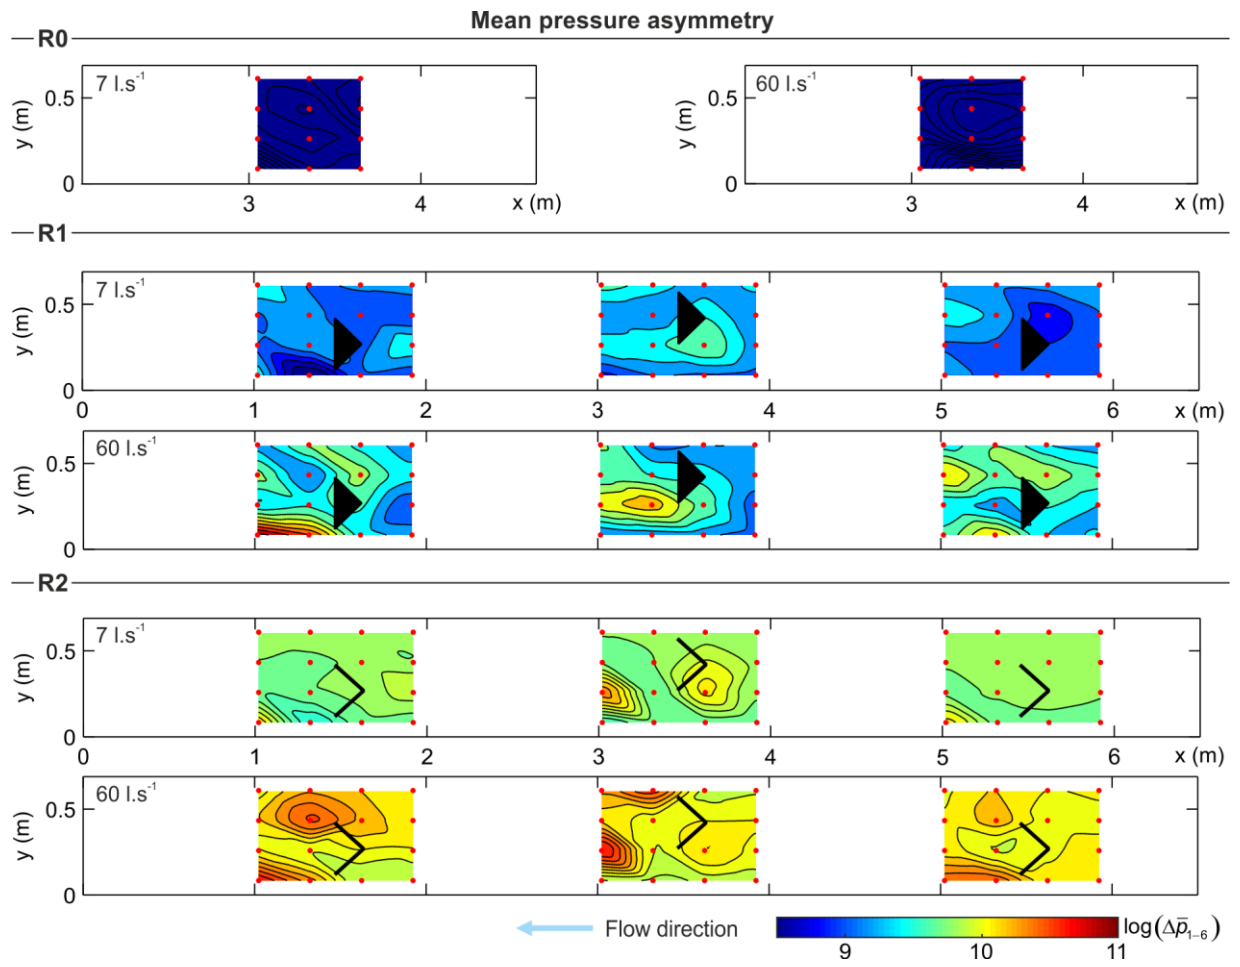 Mean pressure asymmetry
R0
7 l.s⁻¹
0.5
0
y (m)
3
4
x (m)
60 l.s⁻¹
0.5
0
y (m)
3
4
x (m)
R1
7 l.s⁻¹
0.5
0
y (m)
0
1
2
3
4
5
6
x (m)
60 l.s⁻¹
0.5
0
y (m)
R2
7 l.s⁻¹
0.5
0
y (m)
0
1
2
3
4
5
6
x (m)
60 l.s⁻¹
0.5
0
y (m)
Flow direction
9
10
11
log(Δp̅₁₋₆)